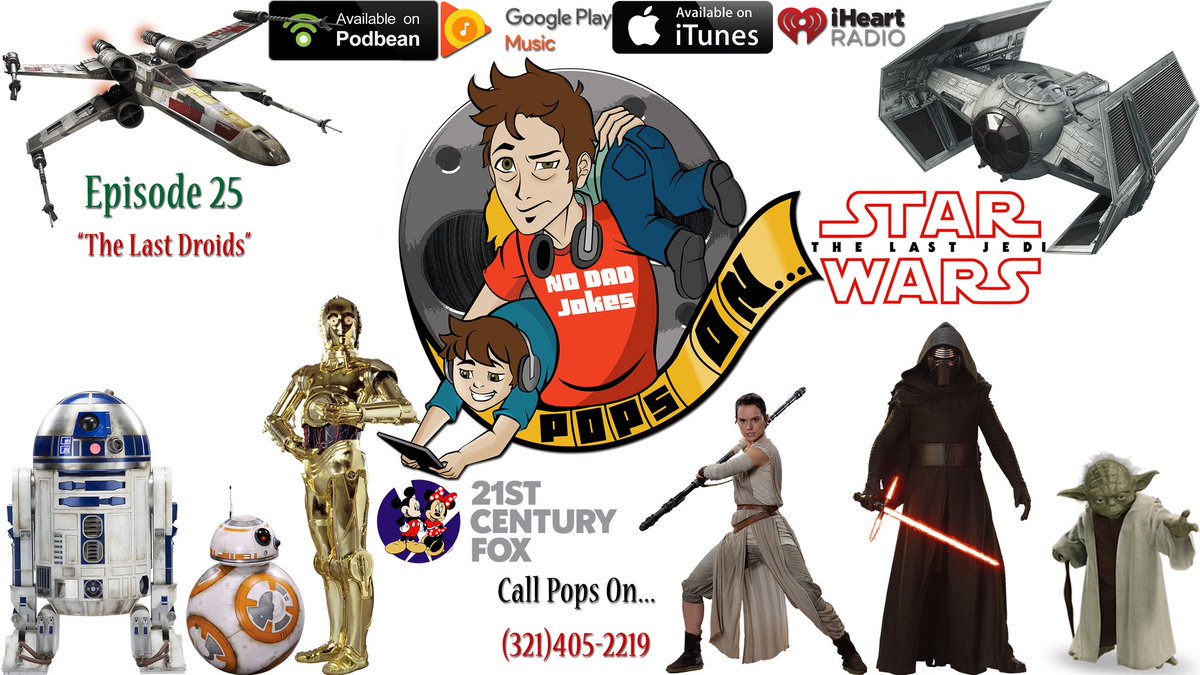 Available on
Podbean
Google Play
Music
Available on
iTunes
iHeart
RADIO
Episode 25
"The Last Droids"
NO DAD
Jokes
POPS ON...
STAR
THE LAST JEDI
WARS
21ST
CENTURY
FOX
Call Pops On...
(321)405-2219